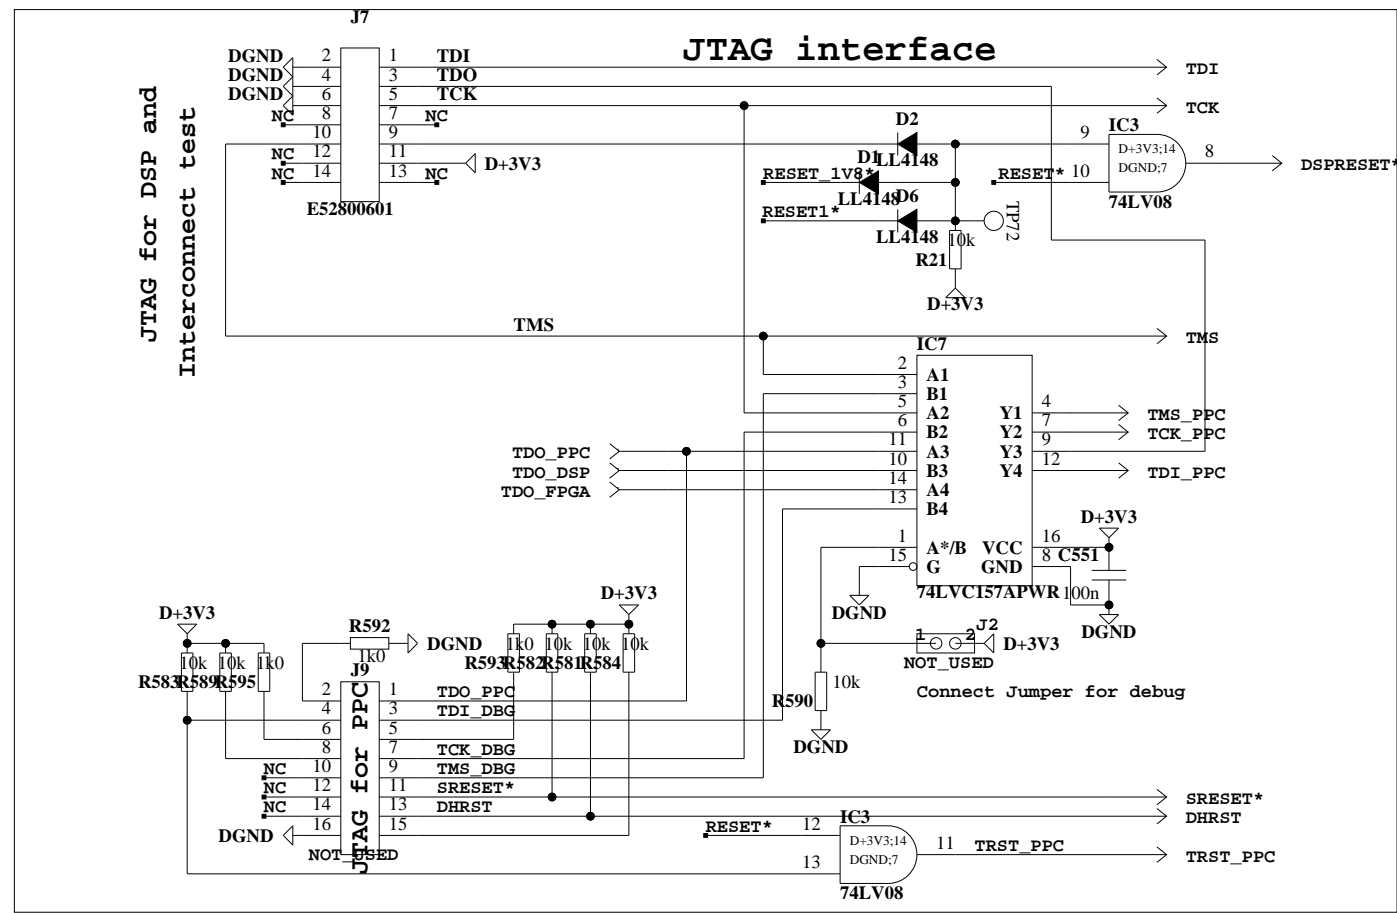 J7
JTAG interface
DGND 2 1 TDI
TDI
DGND 4 3 TDO
DGND 6 5 TCK
TCK
NC 8 7 NC
10 9
NC 12 11 D+3V3
NC 14 13 NC
E52800601
JTAG for DSP and
Interconnect test
D2
LL4148
D1
RESET_1V8*
LL4148
D6
RESET1*
LL4148
TP72
10k
R21
D+3V3
IC3
9
D+3V3;14
DGND;7
RESET* 10
8
DSPRESET*
74LV08
TMS
TMS
IC7
2 A1
3 B1
5 A2
6 B2
11 A3
10 B3
14 A4
13 B4
1 A*/B
15 G
Y1 4 TMS_PPC
Y2 7 TCK_PPC
Y3 9
Y4 12 TDI_PPC
VCC 16
GND 8
74LVC157APWR
TDO_PPC
TDO_DSP
TDO_FPGA
D+3V3
C551
100n
DGND
DGND
J2
1 2
D+3V3
NOT_USED
Connect Jumper for debug
R590
10k
DGND
D+3V3
10k 10k 1k0
R583 R589 R595
R592
1k0
DGND
D+3V3
1k0 10k 10k 10k
R593 R582 R581 R584
J9
2 1 TDO_PPC
4 3 TDI_DBG
6 5
8 7 TCK_DBG
NC 10 9 TMS_DBG
NC 12 11 SRESET*
SRESET*
NC 14 13 DHRST
DHRST
DGND 16 15
NOT_USED
JTAG for PPC
IC3
RESET* 12
D+3V3;14
DGND;7
13
11 TRST_PPC
TRST_PPC
74LV08